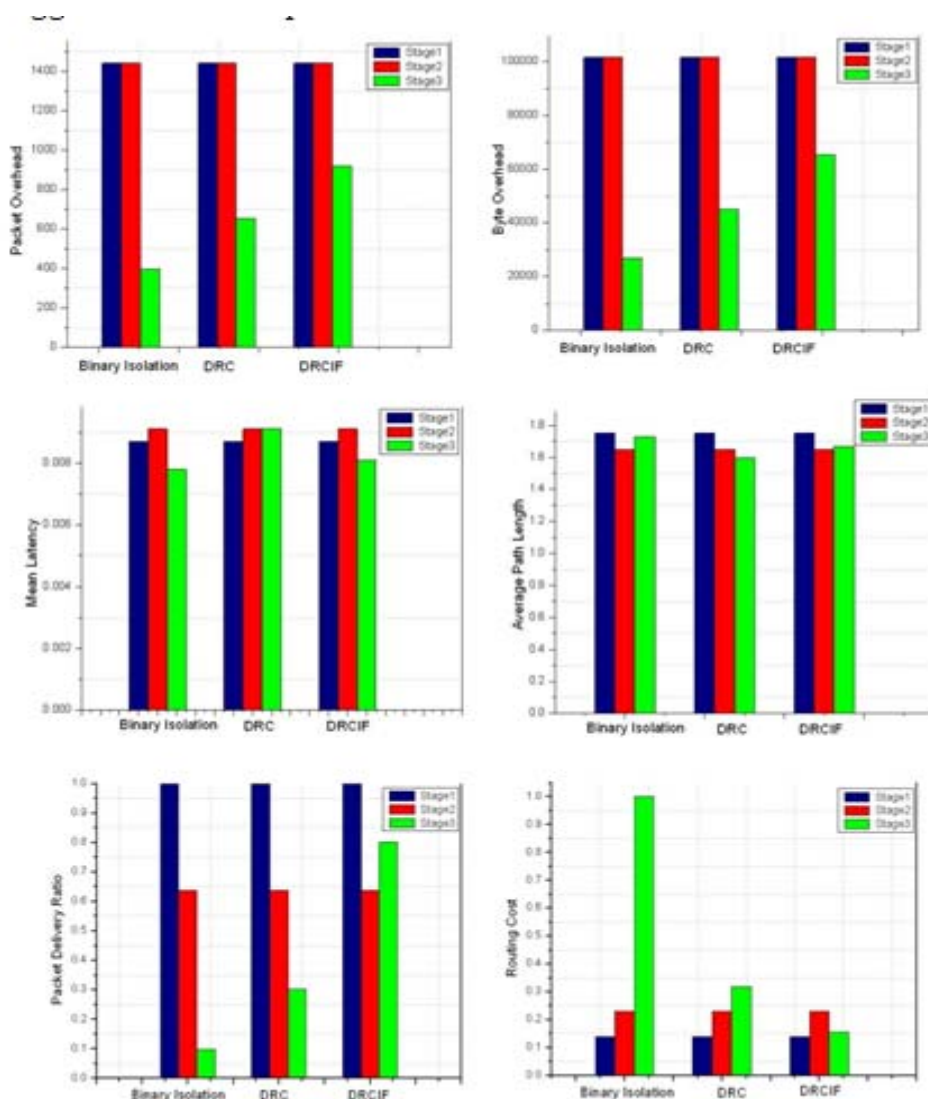 Stage1
Stage2
Stage3
1400
1200
1000
800
600
400
200
0
Packet Overhead
Binary Isolation DRC DRCIF
Stage1
Stage2
Stage3
100000
80000
60000
40000
20000
0
Byte Overhead
Binary Isolation DRC DRCIF
Stage1
Stage2
Stage3
0.008
0.006
0.004
0.002
0.000
Mean Latency
Binary Isolation DRC DRCIF
Stage1
Stage2
Stage3
1.8
1.6
1.4
1.2
1.0
0.8
0.6
0.4
0.2
0.0
Average Path Length
Binary Isolation DRC DRCIF
Stage1
Stage2
Stage3
1.0
0.9
0.8
0.7
0.6
0.5
0.4
0.3
0.2
0.1
0.0
Packet Delivery Ratio
Binary Isolation DRC DRCIF
Stage1
Stage2
Stage3
1.0
0.9
0.8
0.7
0.6
0.5
0.4
0.3
0.2
0.1
0.0
Routing Cost
Binary Isolation DRC DRCIF